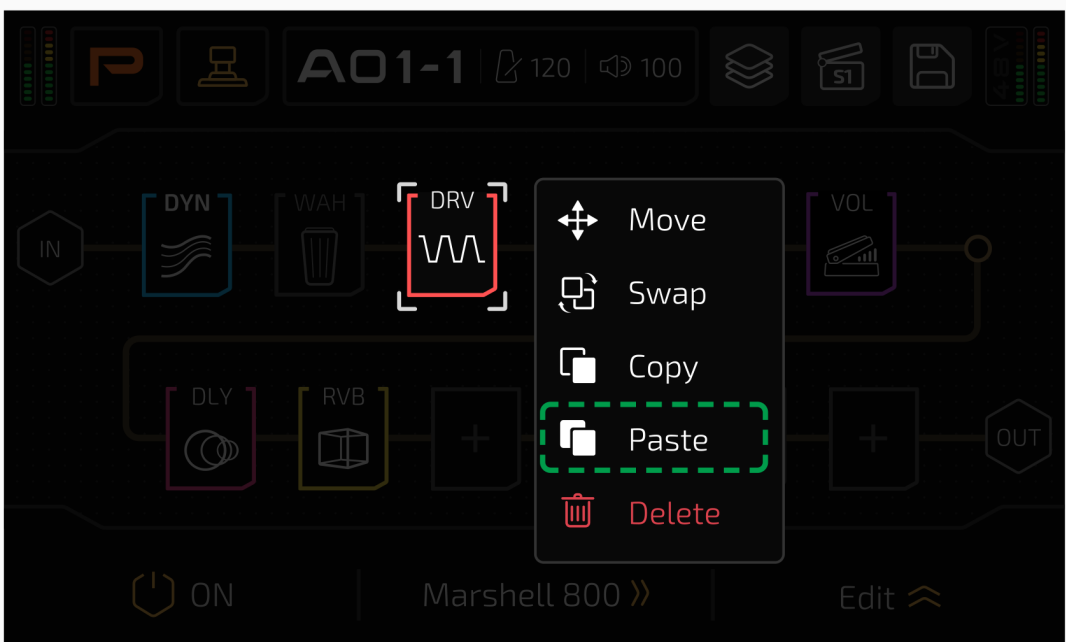 A01-1 120 100 S1 48V
DYN WAH DRV VOL
IN
Move
Swap
Copy
Paste
Delete
DLY RVB
OUT
ON Marshell 800 Edit